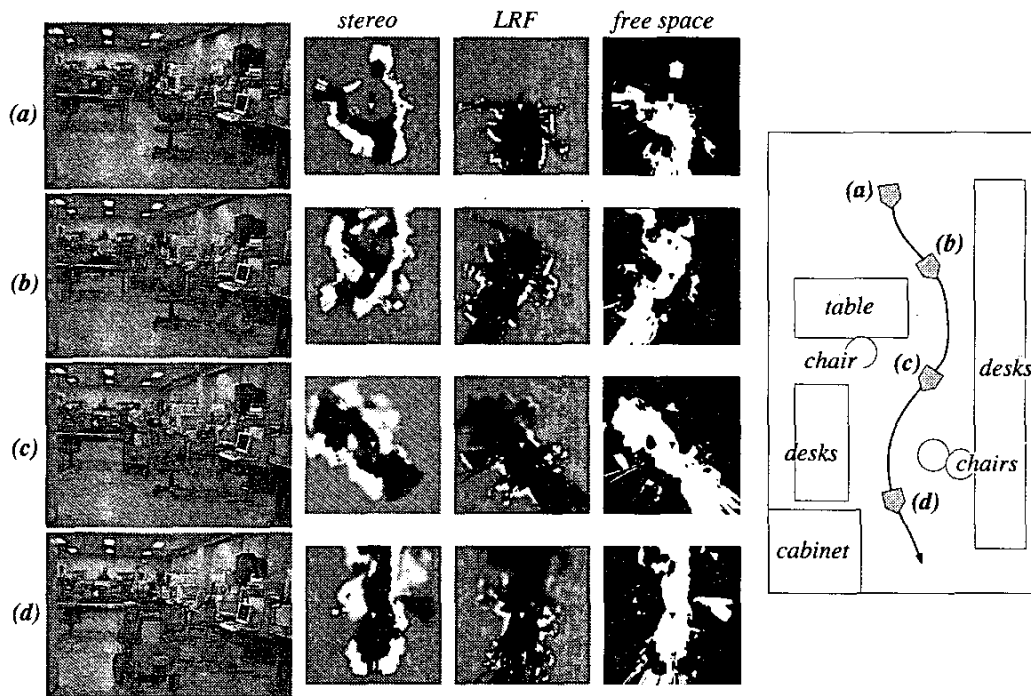 stereo LRF free space
(a)
(b)
(c)
(d)
(a)
(b)
table
chair
(c)
desks
desks
chairs
(d)
cabinet